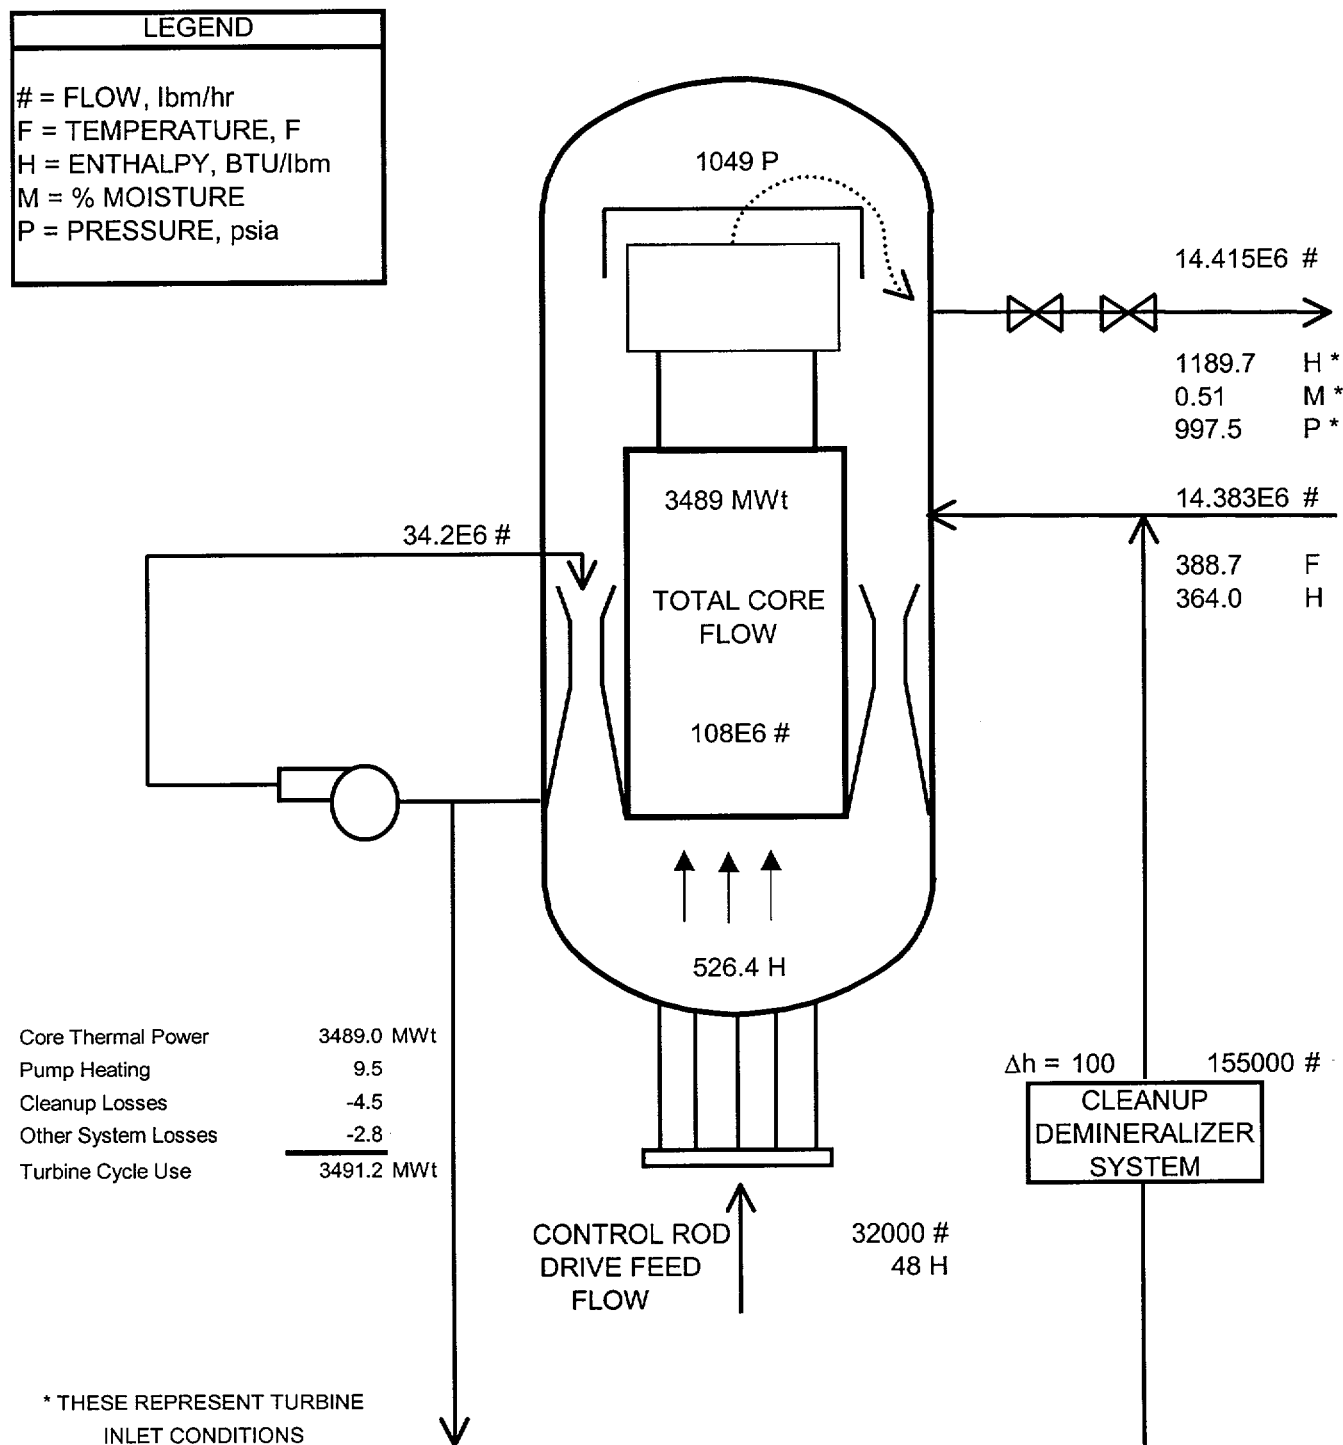 LEGEND
# = FLOW, lbm/hr
F = TEMPERATURE, F
H = ENTHALPY, BTU/lbm
M = % MOISTURE
P = PRESSURE, psia
1049 P
14.415E6 #
1189.7 H *
0.51 M *
997.5 P *
3489 MWt
14.383E6 #
34.2E6 #
388.7 F
364.0 H
TOTAL CORE
FLOW
108E6 #
526.4 H
Core Thermal Power 3489.0 MWt
Pump Heating 9.5
Cleanup Losses -4.5
Other System Losses -2.8
Turbine Cycle Use 3491.2 MWt
Δh = 100 155000 #
CLEANUP
DEMINERALIZER
SYSTEM
CONTROL ROD 32000 #
DRIVE FEED 48 H
FLOW
* THESE REPRESENT TURBINE
INLET CONDITIONS